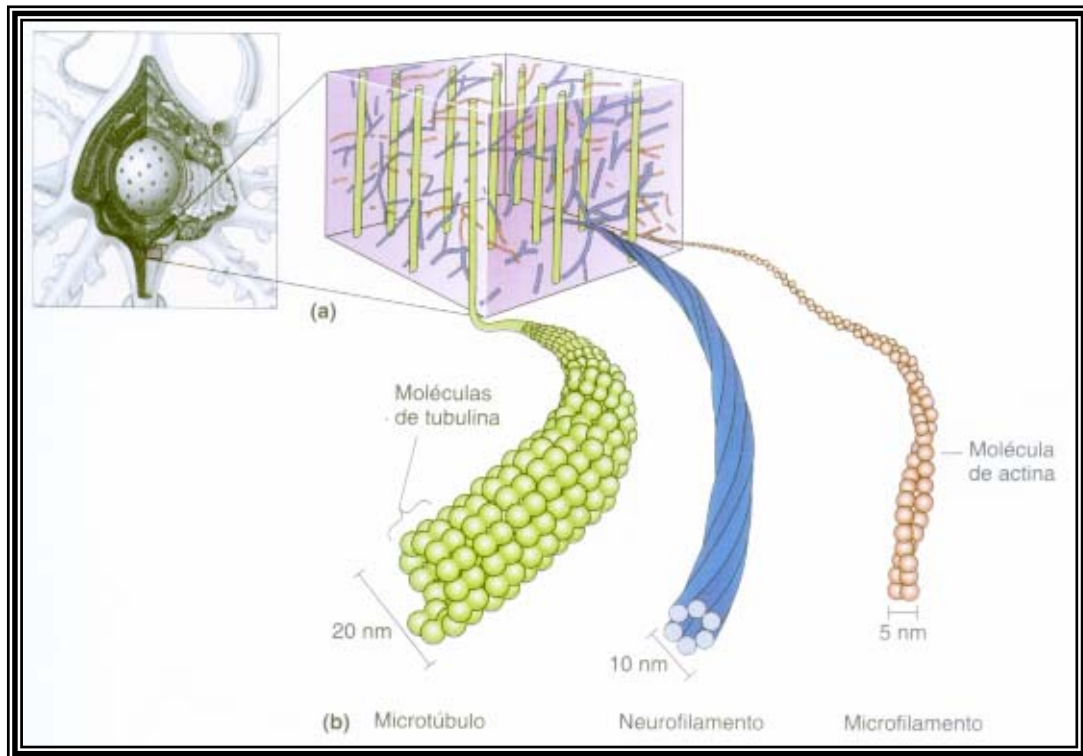 (a)
Moléculas
de tubulina
Molécula
de actina
20 nm
10 nm
5 nm
(b) Microtúbulo Neurofilamento Microfilamento